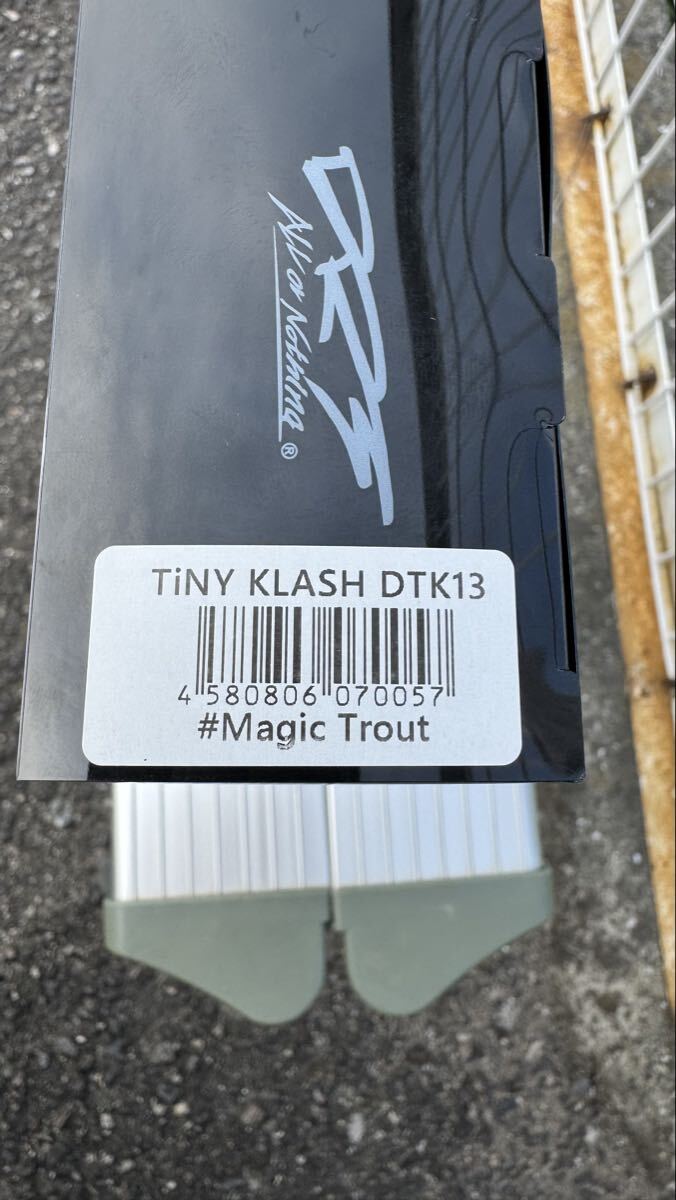 DRT
All or Nothing ®
TiNY KLASH DTK13
4 580806 070057
#Magic Trout